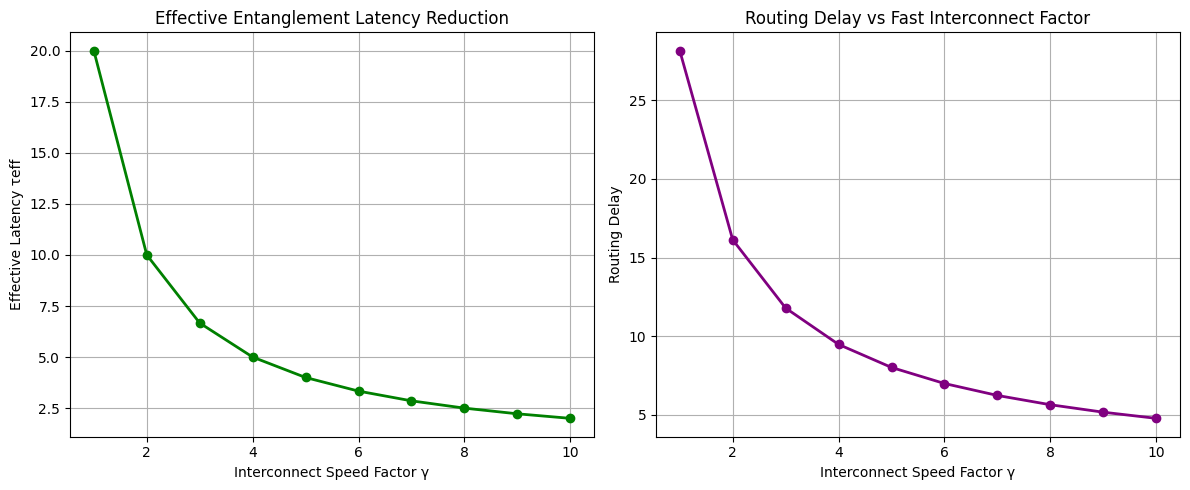 Effective Entanglement Latency Reduction
20.0
17.5
15.0
12.5
10.0
7.5
5.0
2.5
Effective Latency τeff
2 4 6 8 10
Interconnect Speed Factor γ
Routing Delay vs Fast Interconnect Factor
25
20
15
10
5
Routing Delay
2 4 6 8 10
Interconnect Speed Factor γ